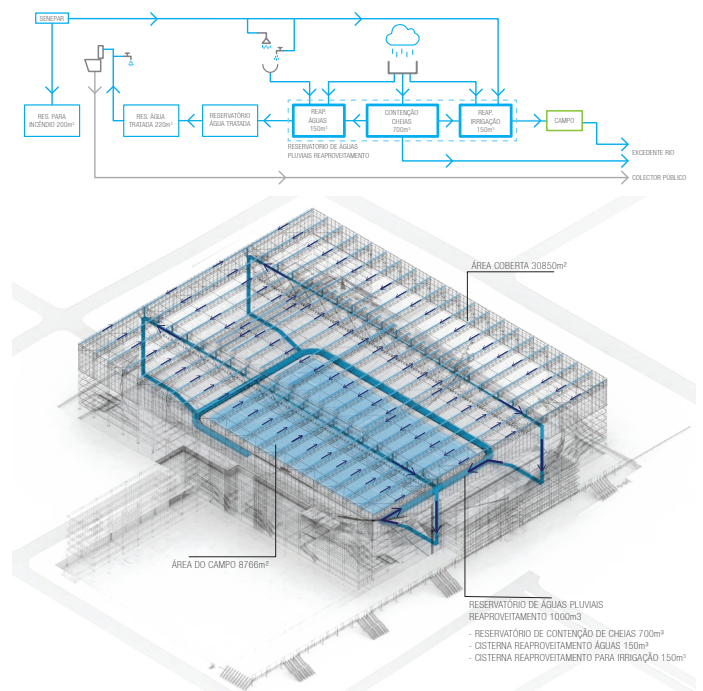 SENEPAR.
RES. PARA
INCÊNDIO 200m³
RES. ÁGUA
TRATADA 220m³
RESERVATÓRIO
ÁGUA TRATADA
REAP.
ÁGUAS
150m³
CONTENÇÃO
CHEIAS
700m³
REAP.
IRRIGAÇÃO
150m³
CAMPO
RESERVATORIO DE ÁGUAS
PLUVIAIS REAPROVEITAMENTO
EXCEDENTE RIO
COLECTOR PÚBLICO
ÁREA COBERTA 30850m²
ÁREA DO CAMPO 8766m²
RESERVATÓRIO DE ÁGUAS PLUVIAIS
REAPROVEITAMENTO 1000m3
- RESERVATÓRIO DE CONTENÇÃO DE CHEIAS 700m³
- CISTERNA REAPROVEITAMENTO ÁGUAS 150m³
- CISTERNA REAPROVEITAMENTO PARA IRRIGAÇÃO 150m³